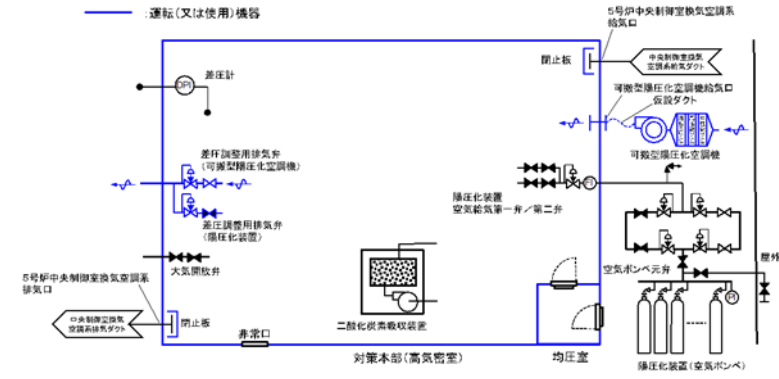 :運転(又は使用)機器
5号炉中央制御室換気空調系
給気口
閉止板
中央制御室換気
空調系給気ダクト
差圧計
DPI
可搬型陽圧化空調機給気口
仮設ダクト
可搬型陽圧化空調機
差圧調整用排気弁
(可搬型陽圧化空調機)
陽圧化装置
空気給気第一弁/第二弁
FI
差圧調整用排気弁
(陽圧化装置)
大気開放弁
屋外
空気ボンベ元弁
5号炉中央制御室換気空調系
排気口
PI
中央制御室換気
空調系排気ダクト
閉止板
二酸化炭素吸収装置
非常口
対策本部(高気密室)
均圧室
陽圧化装置(空気ボンベ)